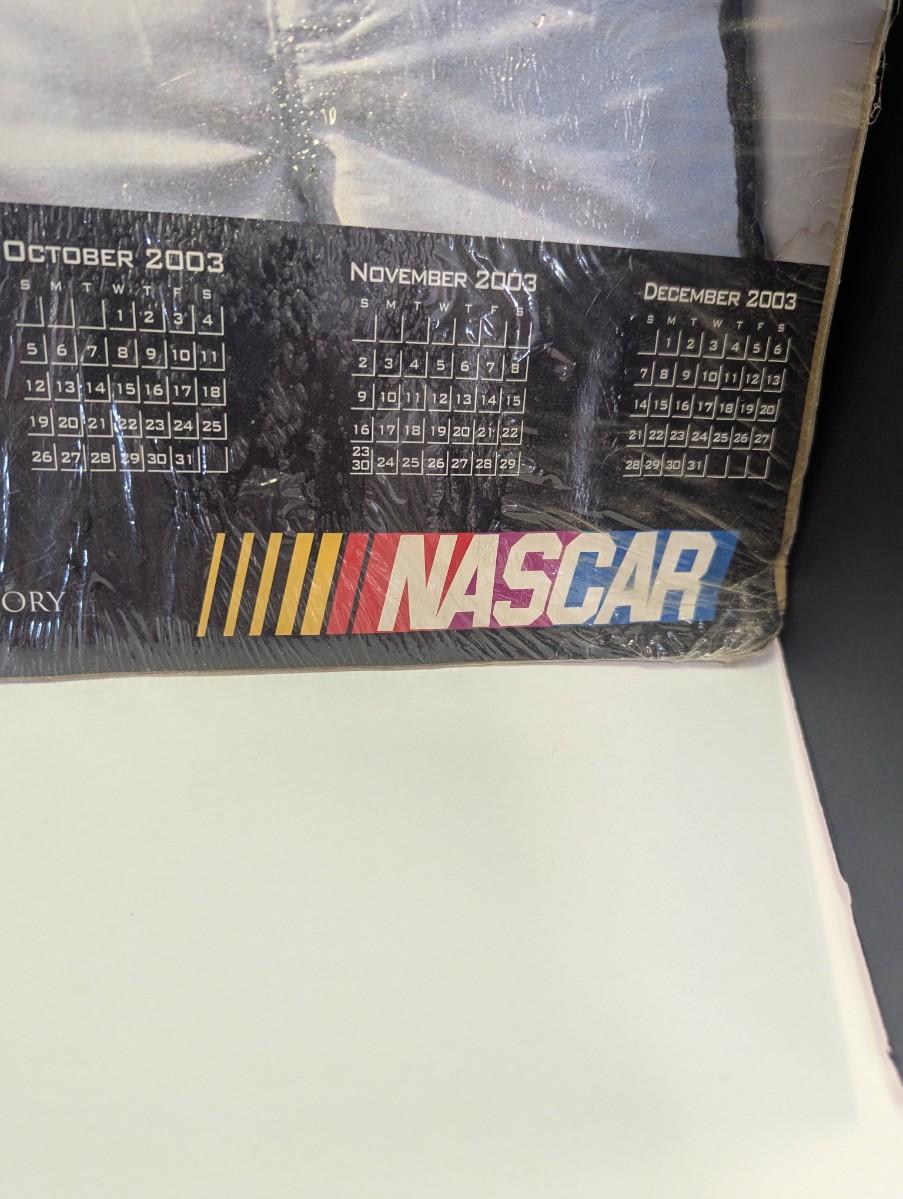 OCTOBER 2003
S M T W T F S
1 2 3 4
5 6 7 8 9 10 11
12 13 14 15 16 17 18
19 20 21 22 23 24 25
26 27 28 29 30 31
NOVEMBER 2003
S M T W T F S
1
2 3 4 5 6 7 8
9 10 11 12 13 14 15
16 17 18 19 20 21 22
23
30 24 25 26 27 28 29
DECEMBER 2003
S M T W T F S
1 2 3 4 5 6
7 8 9 10 11 12 13
14 15 16 17 18 19 20
21 22 23 24 25 26 27
28 29 30 31
ORY
NASCAR